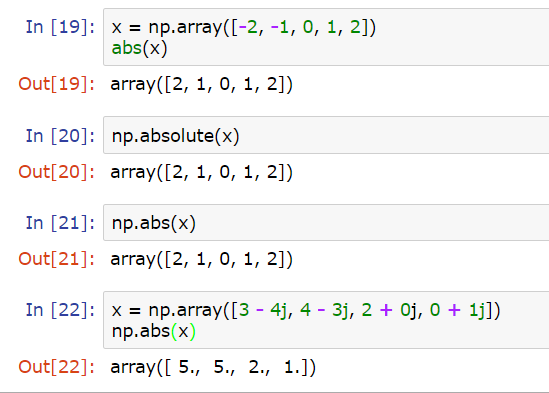 In [19]: x = np.array([-2, -1, 0, 1, 2])
abs(x)
Out[19]: array([2, 1, 0, 1, 2])
In [20]: np.absolute(x)
Out[20]: array([2, 1, 0, 1, 2])
In [21]: np.abs(x)
Out[21]: array([2, 1, 0, 1, 2])
In [22]: x = np.array([3 - 4j, 4 - 3j, 2 + 0j, 0 + 1j])
np.abs(x)
Out[22]: array([ 5.,  5.,  2.,  1.])